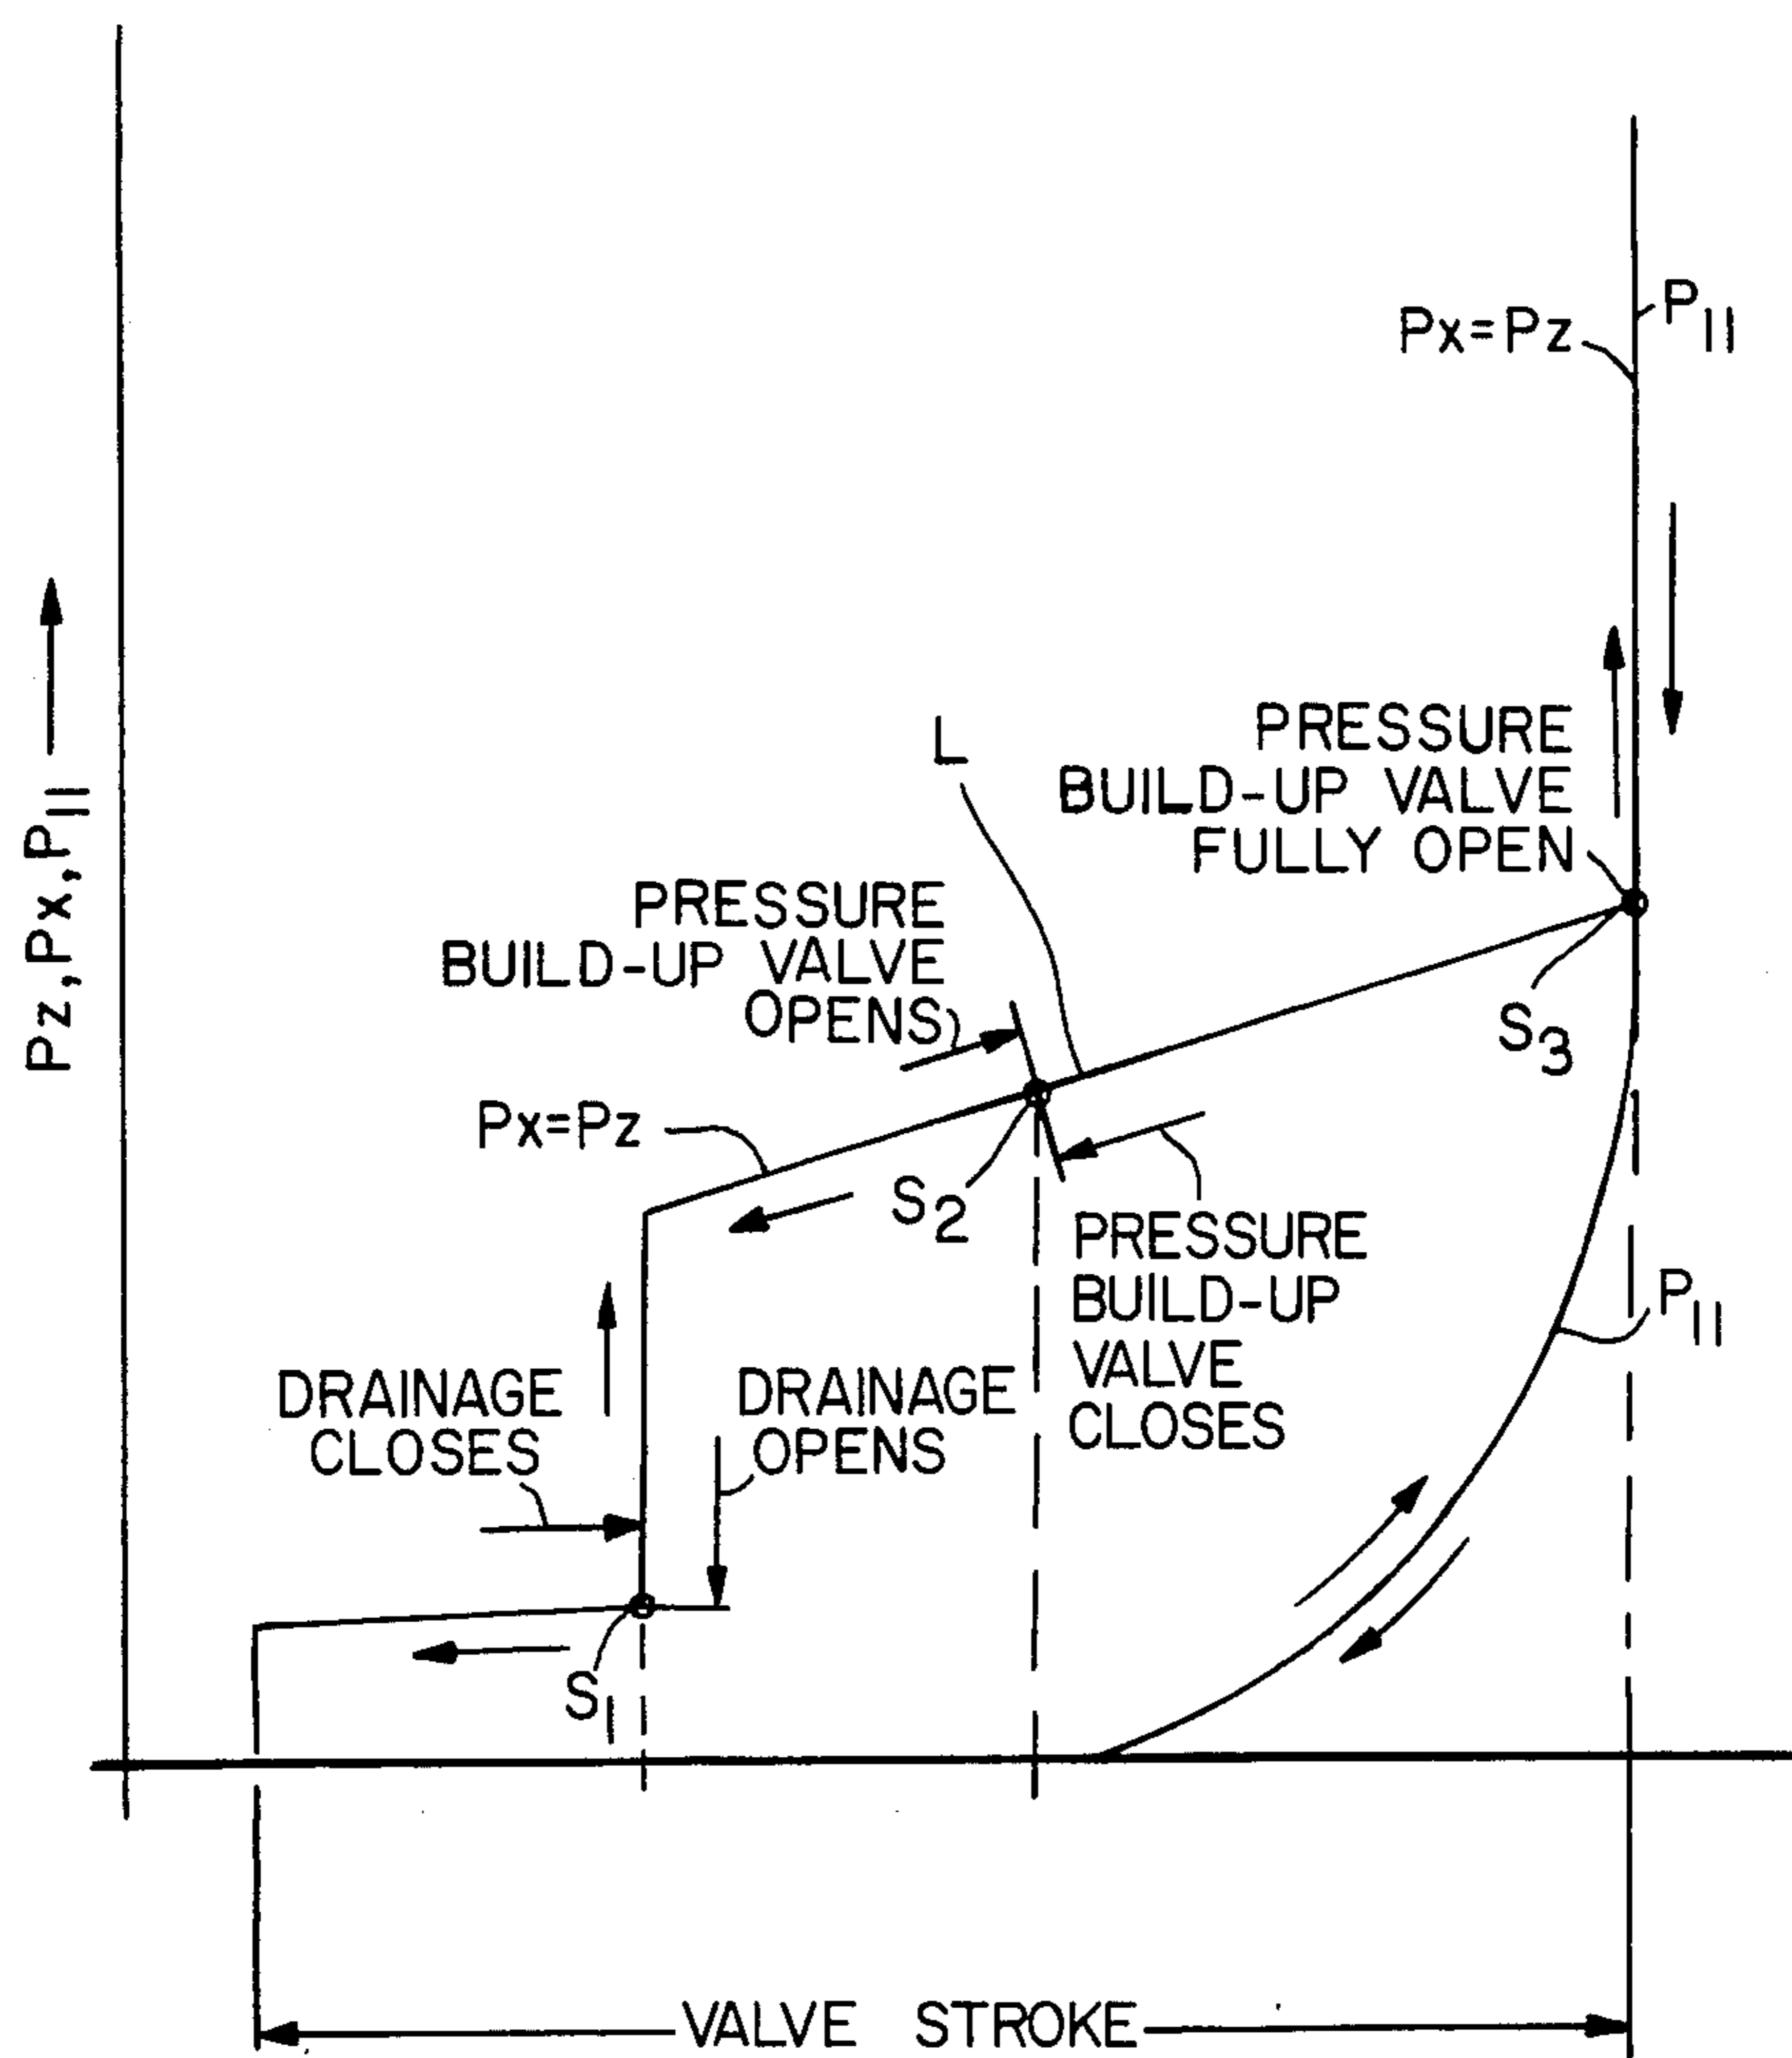 P11
Px=Pz
PRESSURE
BUILD-UP VALVE
FULLY OPEN
L
PRESSURE
BUILD-UP VALVE
OPENS
Pz, Px, P11
S3
Px=Pz
S2
PRESSURE
BUILD-UP
VALVE
CLOSES
P11
DRAINAGE
CLOSES
DRAINAGE
OPENS
S1
VALVE STROKE